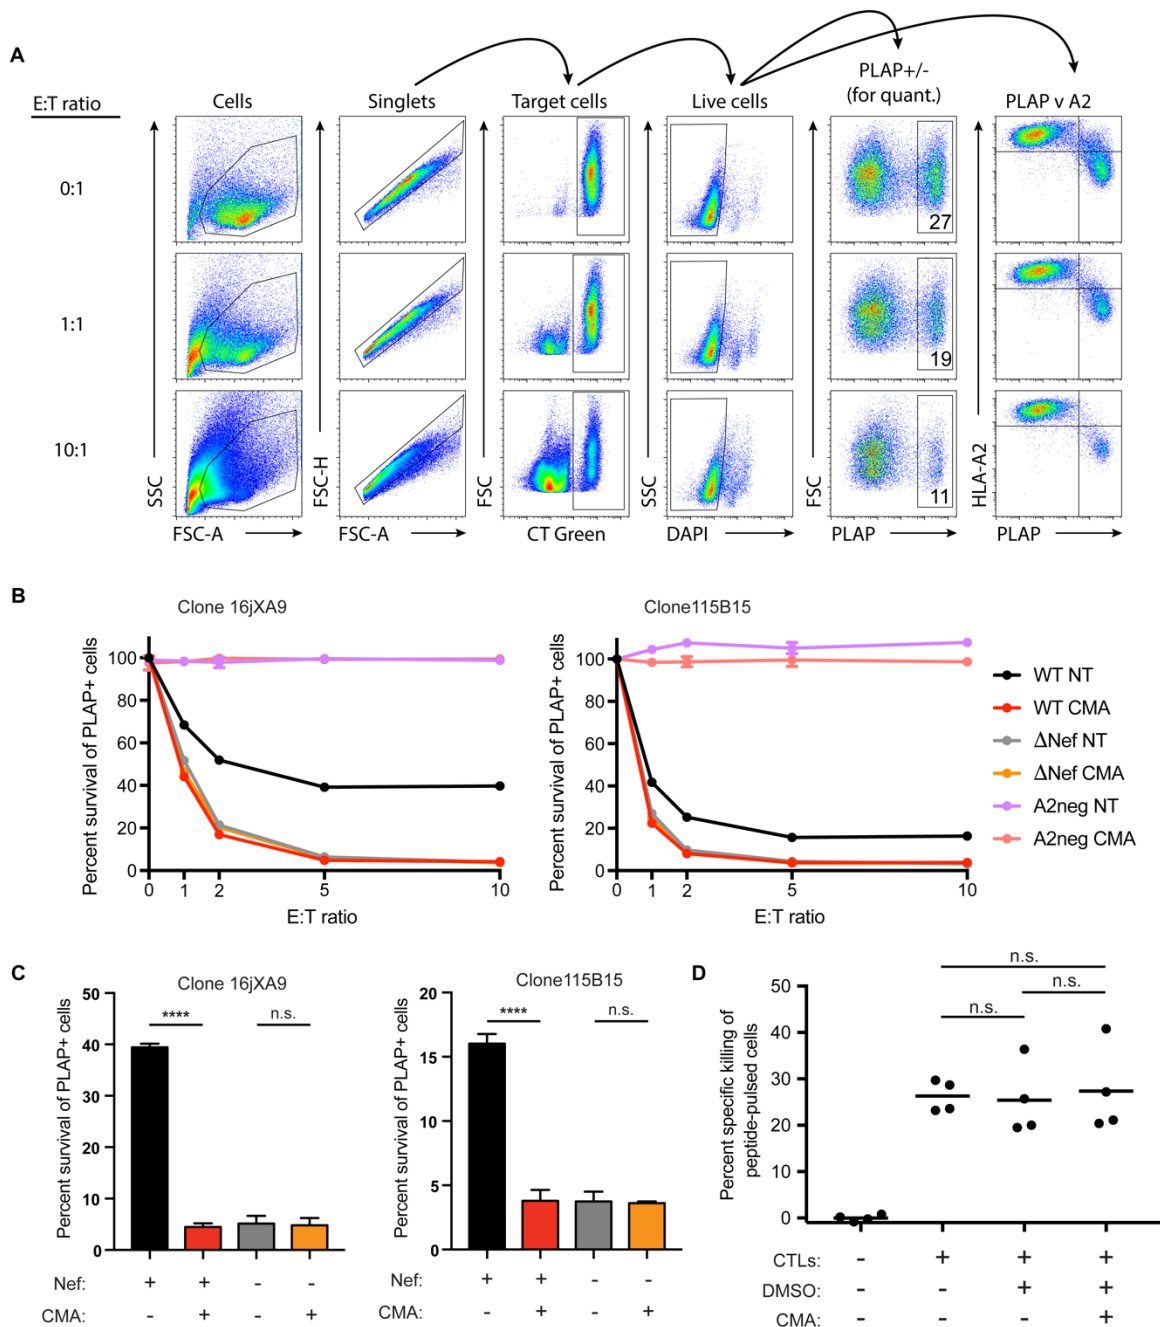 A
E:T ratio
Cells
Singlets
Target cells
Live cells
PLAP+/-
(for quant.)
PLAP v A2
0:1
27
1:1
19
10:1
11
SSC
FSC-H
FSC
SSC
FSC
HLA-A2
FSC-A
FSC-A
CT Green
DAPI
PLAP
PLAP
B
Clone 16jXA9
Percent survival of PLAP+ cells
100
80
60
40
20
0
0 1 2 5 10
E:T ratio
Clone115B15
Percent survival of PLAP+ cells
100
80
60
40
20
0
0 1 2 5 10
E:T ratio
WT NT
WT CMA
ΔNef NT
ΔNef CMA
A2neg NT
A2neg CMA
C
Clone 16jXA9
Percent survival of PLAP+ cells
50
40
30
20
10
0
**** n.s.
Nef: + + - -
CMA: - + - +
Clone115B15
Percent survival of PLAP+ cells
20
15
10
5
0
**** n.s.
Nef: + + - -
CMA: - + - +
D
Percent specific killing of
peptide-pulsed cells
50
40
30
20
10
0
n.s.
n.s.
n.s.
CTLs: - + + +
DMSO: - - + +
CMA: - - - +